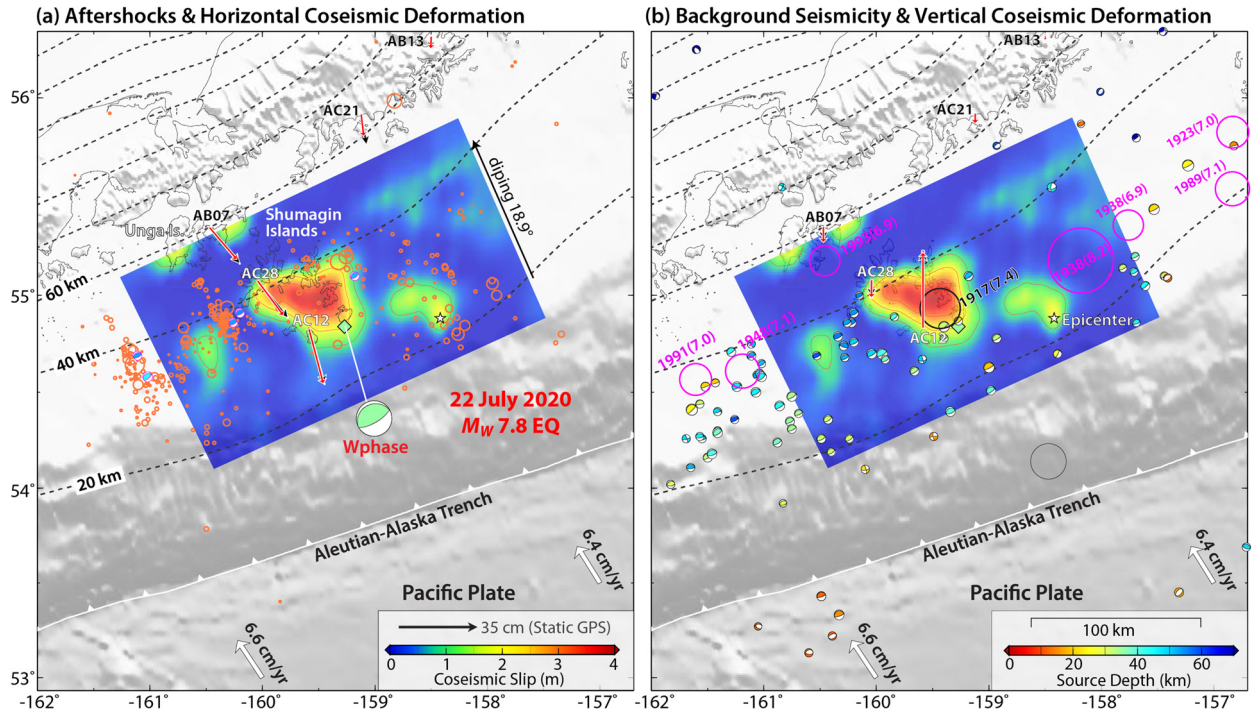 (a) Aftershocks & Horizontal Coseismic Deformation
AB13
56°
AC21
diping 18.9°
AB07
Unga Is.
Shumagin
Islands
60 km
AC28
55°
AC12
40 km
22 July 2020
MW 7.8 EQ
Wphase
20 km
54°
Aleutian-Alaska Trench
6.4 cm/yr
Pacific Plate
35 cm (Static GPS)
6.6 cm/yr
0 1 2 3 4
Coseismic Slip (m)
53°
-162° -161° -160° -159° -158° -157°
(b) Background Seismicity & Vertical Coseismic Deformation
AB13
AC21
1923(7.0)
1989(7.1)
1938(6.9)
AB07
1993(6.9)
1938(8.2)
AC28
1917(7.4)
Epicenter
AC12
1948(7.1)
1991(7.0)
Aleutian-Alaska Trench
6.4 cm/yr
Pacific Plate
100 km
6.6 cm/yr
0 20 40 60
Source Depth (km)
-162° -161° -160° -159° -158° -157°